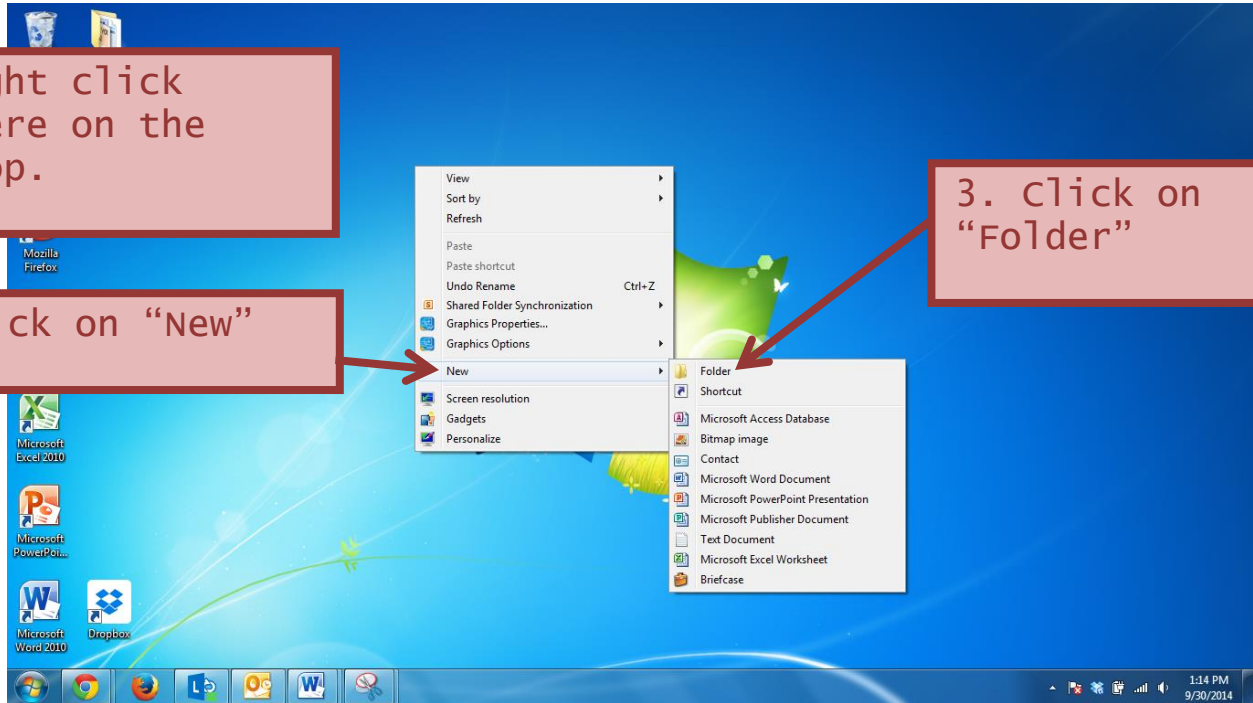 ght click
ere on the
op.
Mozilla
Firefox
ck on “New”
Microsoft
Excel 2010
Microsoft
PowerPoi...
Microsoft
Word 2010
Dropbox
View
Sort by
Refresh
Paste
Paste shortcut
Undo Rename Ctrl+Z
Shared Folder Synchronization
Graphics Properties...
Graphics Options
New
Screen resolution
Gadgets
Personalize
3. Click on
“Folder”
Folder
Shortcut
Microsoft Access Database
Bitmap image
Contact
Microsoft Word Document
Microsoft PowerPoint Presentation
Microsoft Publisher Document
Text Document
Microsoft Excel Worksheet
Briefcase
1:14 PM
9/30/2014